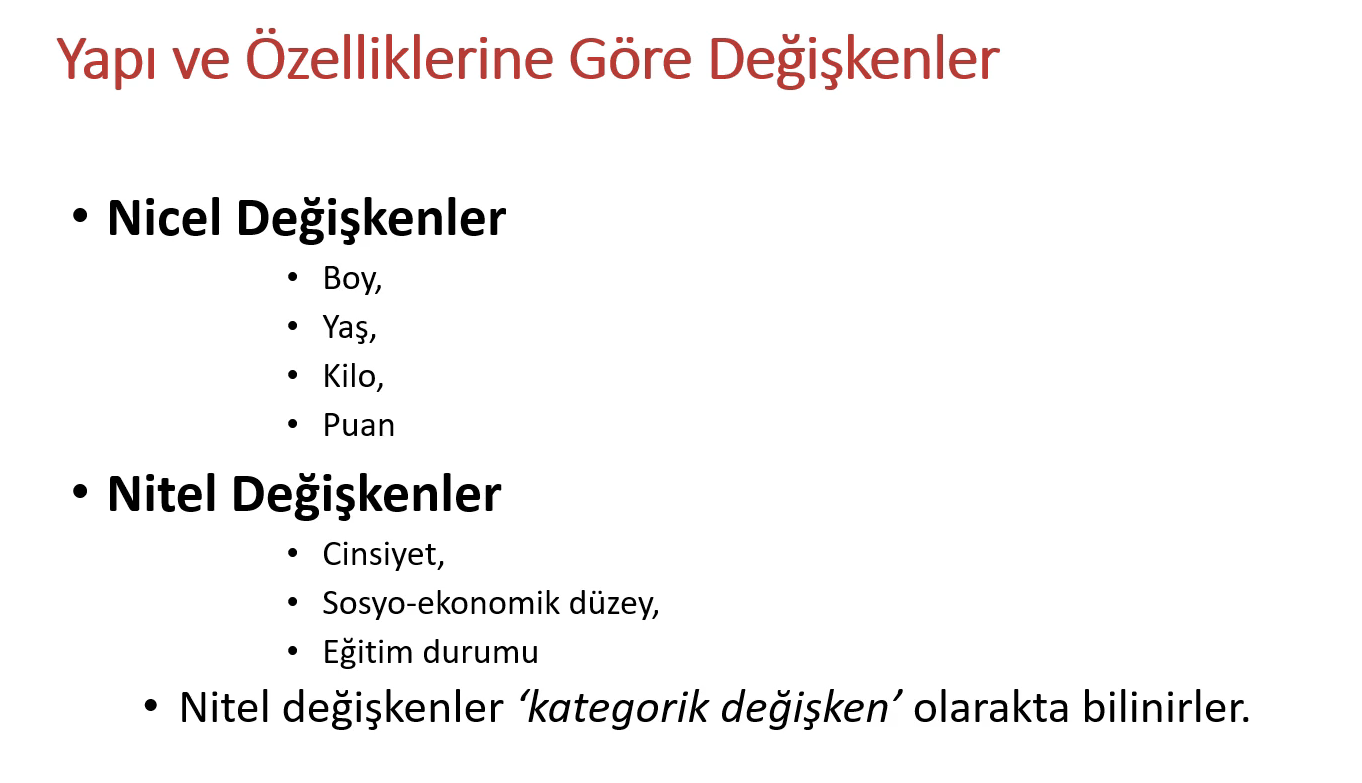 Yapı ve Özelliklerine Göre Değişkenler
• Nicel Değişkenler
• Boy,
• Yaş,
• Kilo,
• Puan
• Nitel Değişkenler
• Cinsiyet,
• Sosyo-ekonomik düzey,
• Eğitim durumu
• Nitel değişkenler ‘kategorik değişken’ olarakta bilinirler.